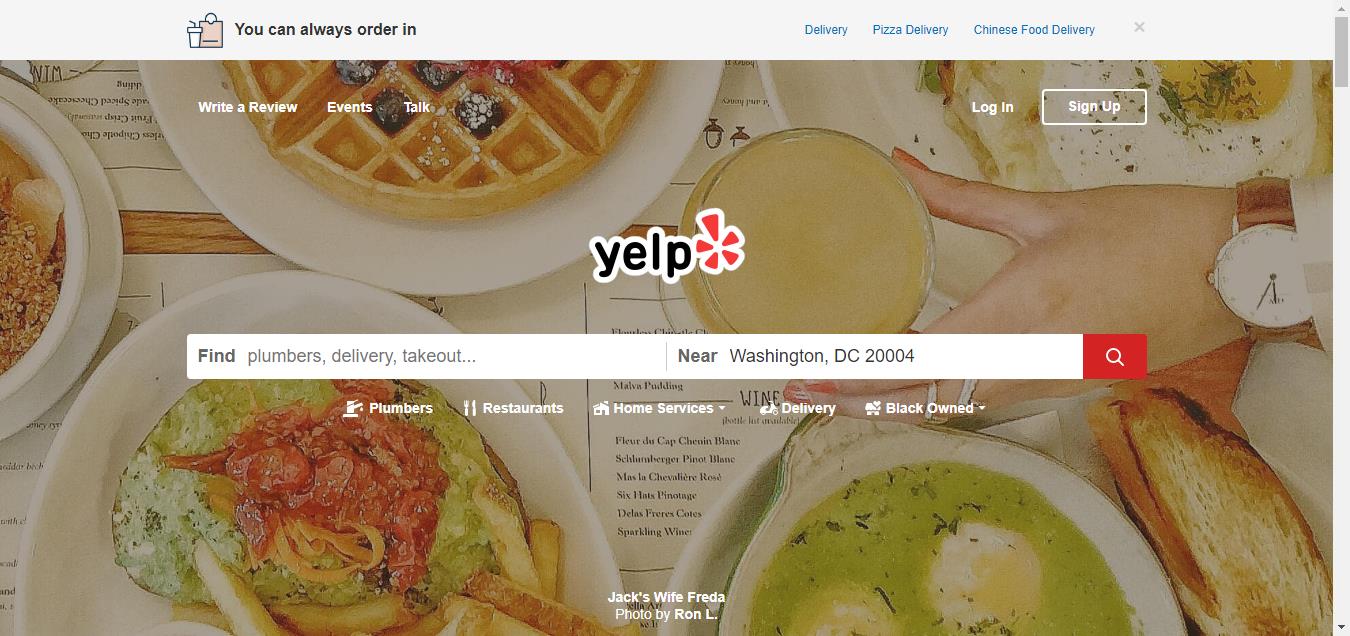 You can always order in
Delivery Pizza Delivery Chinese Food Delivery ×
Write a Review Events Talk Log In Sign Up
yelp
Find plumbers, delivery, takeout... Near Washington, DC 20004
Malva Pudding
WINE
Plumbers Restaurants Home Services Delivery Black Owned
Fleur du Cap Chenin Blanc
Schlumberger Pinot Blanc
Mas la Chevalière Rosé
Six Hats Pinotage
Delas Freres Cotes
Sparkling Wine
Jack's Wife Freda
Photo by Ron L.